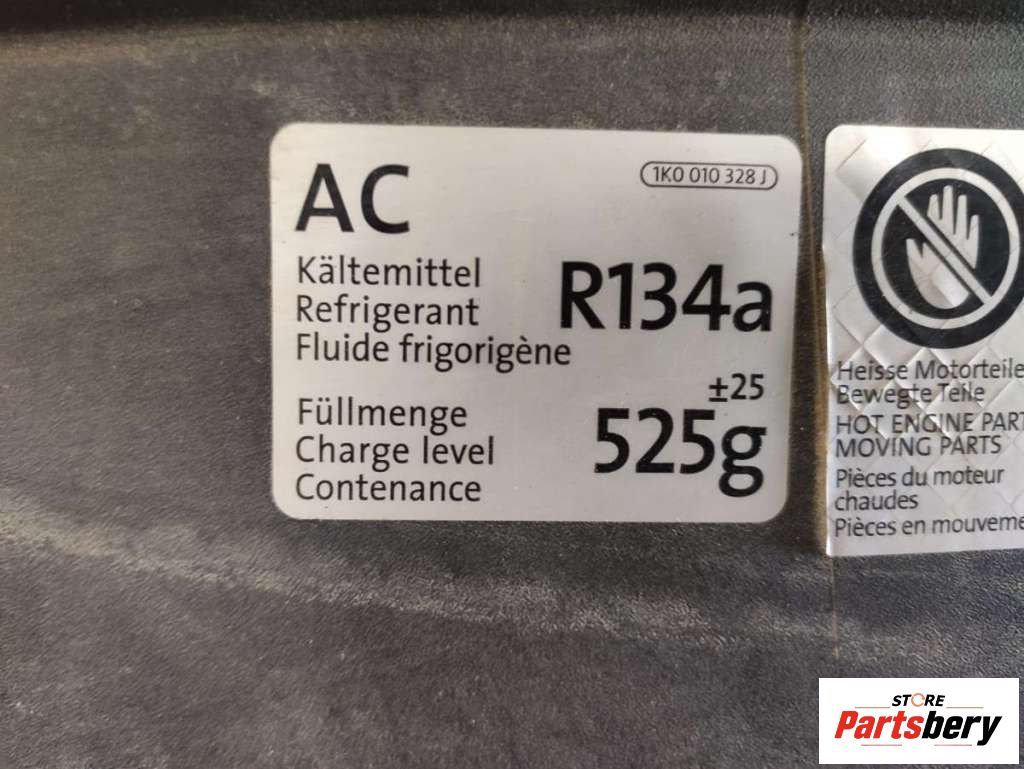 AC
1K0 010 328 J
Kältemittel
Refrigerant
Fluide frigorigène
R134a
Füllmenge
Charge level
Contenance
±25
525g
Heisse Motorteile
Bewegte Teile
HOT ENGINE PART
MOVING PARTS
Pièces du moteur
chaudes
Pièces en mouveme
STORE
Partsbery